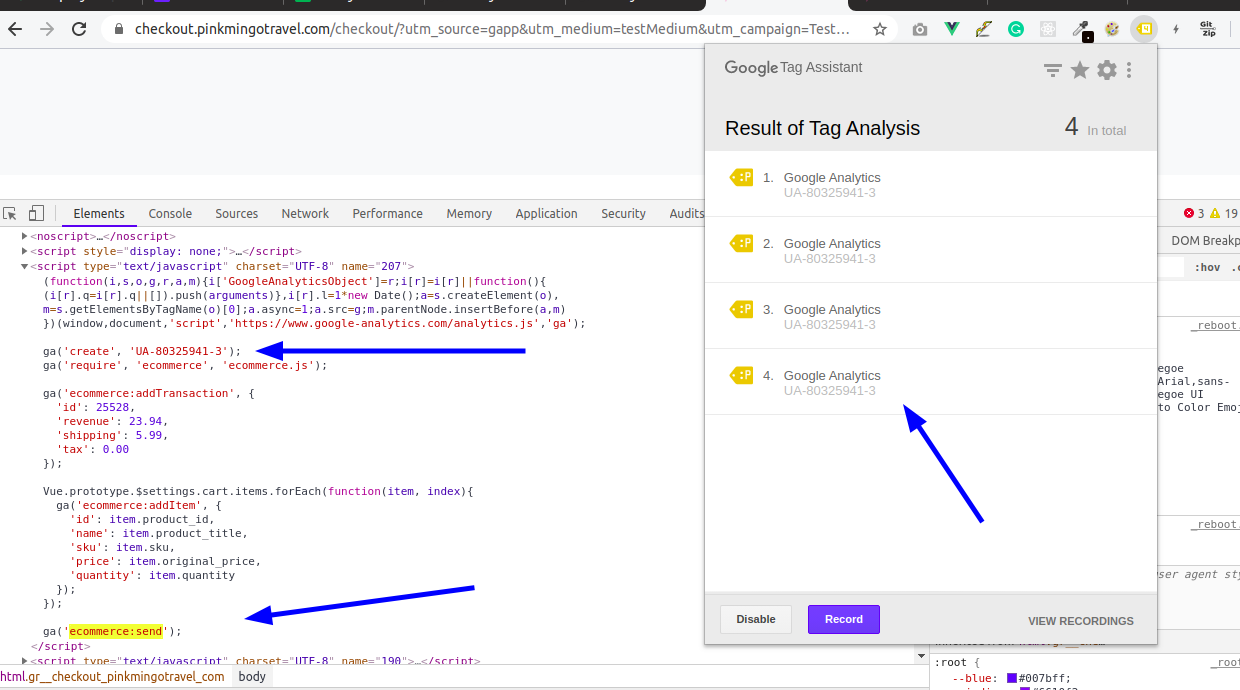 checkout.pinkmingotravel.com/checkout/?utm_source=gapp&utm_medium=testMedium&utm_campaign=Test...
Git
Zip
Google Tag Assistant
Result of Tag Analysis
4 In total
1. Google Analytics
UA-80325941-3
2. Google Analytics
UA-80325941-3
3. Google Analytics
UA-80325941-3
4. Google Analytics
UA-80325941-3
Disable
Record
VIEW RECORDINGS
Elements Console Sources Network Performance Memory Application Security Audits
3 19
<noscript>…</noscript>
<script style="display: none;">…</script>
<script type="text/javascript" charset="UTF-8" name="207">
(function(i,s,o,g,r,a,m){i['GoogleAnalyticsObject']=r;i[r]=i[r]||function(){
(i[r].q=i[r].q||[]).push(arguments)},i[r].l=1*new Date();a=s.createElement(o),
m=s.getElementsByTagName(o)[0];a.async=1;a.src=g;m.parentNode.insertBefore(a,m)
})(window,document,'script','https://www.google-analytics.com/analytics.js','ga');
ga('create', 'UA-80325941-3');
ga('require', 'ecommerce', 'ecommerce.js');
ga('ecommerce:addTransaction', {
'id': 25528,
'revenue': 23.94,
'shipping': 5.99,
'tax': 0.00
});
Vue.prototype.$settings.cart.items.forEach(function(item, index){
ga('ecommerce:addItem', {
'id': item.product_id,
'name': item.product_title,
'sku': item.sku,
'price': item.original_price,
'quantity': item.quantity
});
});
ga('ecommerce:send');
</script>
<script type="text/javascript" charset="UTF-8" name="190">…</script>
html.gr__checkout_pinkmingotravel_com body
DOM Breakp
:hov
_reboot.
egoe
Arial,sans-
egoe UI
to Color Emoj
_reboot.
ser agent sty
:root {
_root
--blue: #007bff;